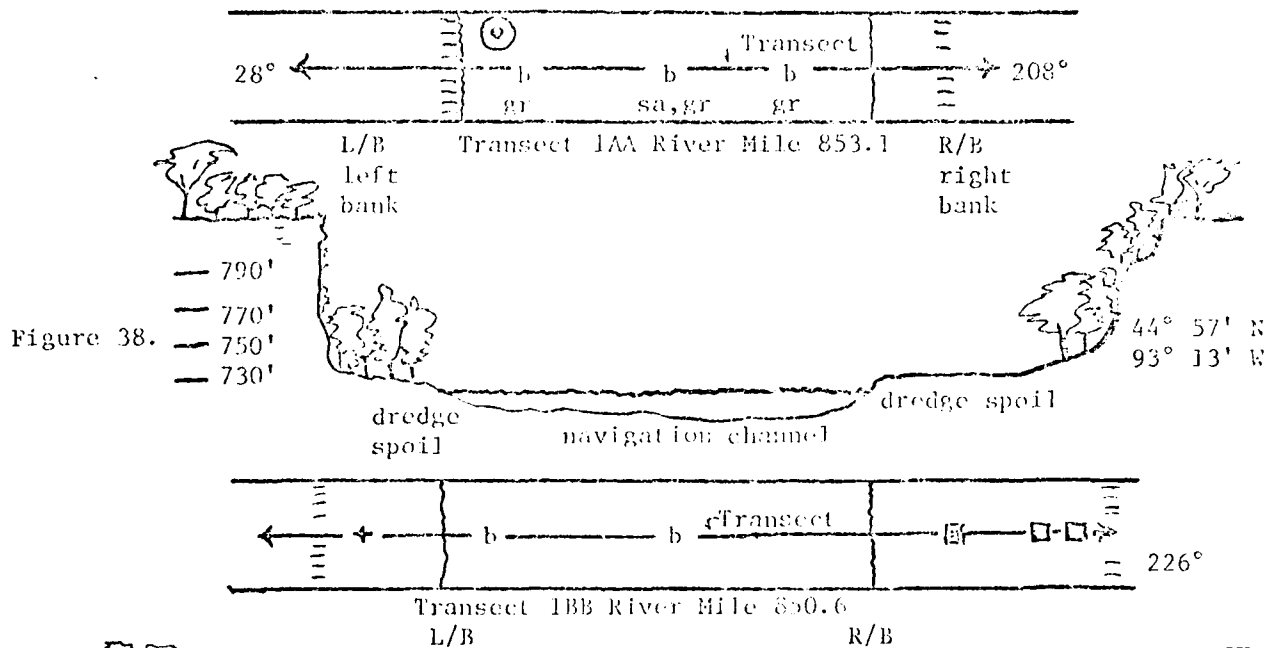 Transect
28° b b b 208°
gr sa,gr gr
L/B Transect 1AA River Mile 853.1 R/B
left right
bank bank
790'
770'
Figure 38. 750'
730'
44° 57' N
93° 13' W
dredge spoil
dredge
spoil
navigation channel
b b Transect
226°
Transect 1BB River Mile 850.6
L/B R/B